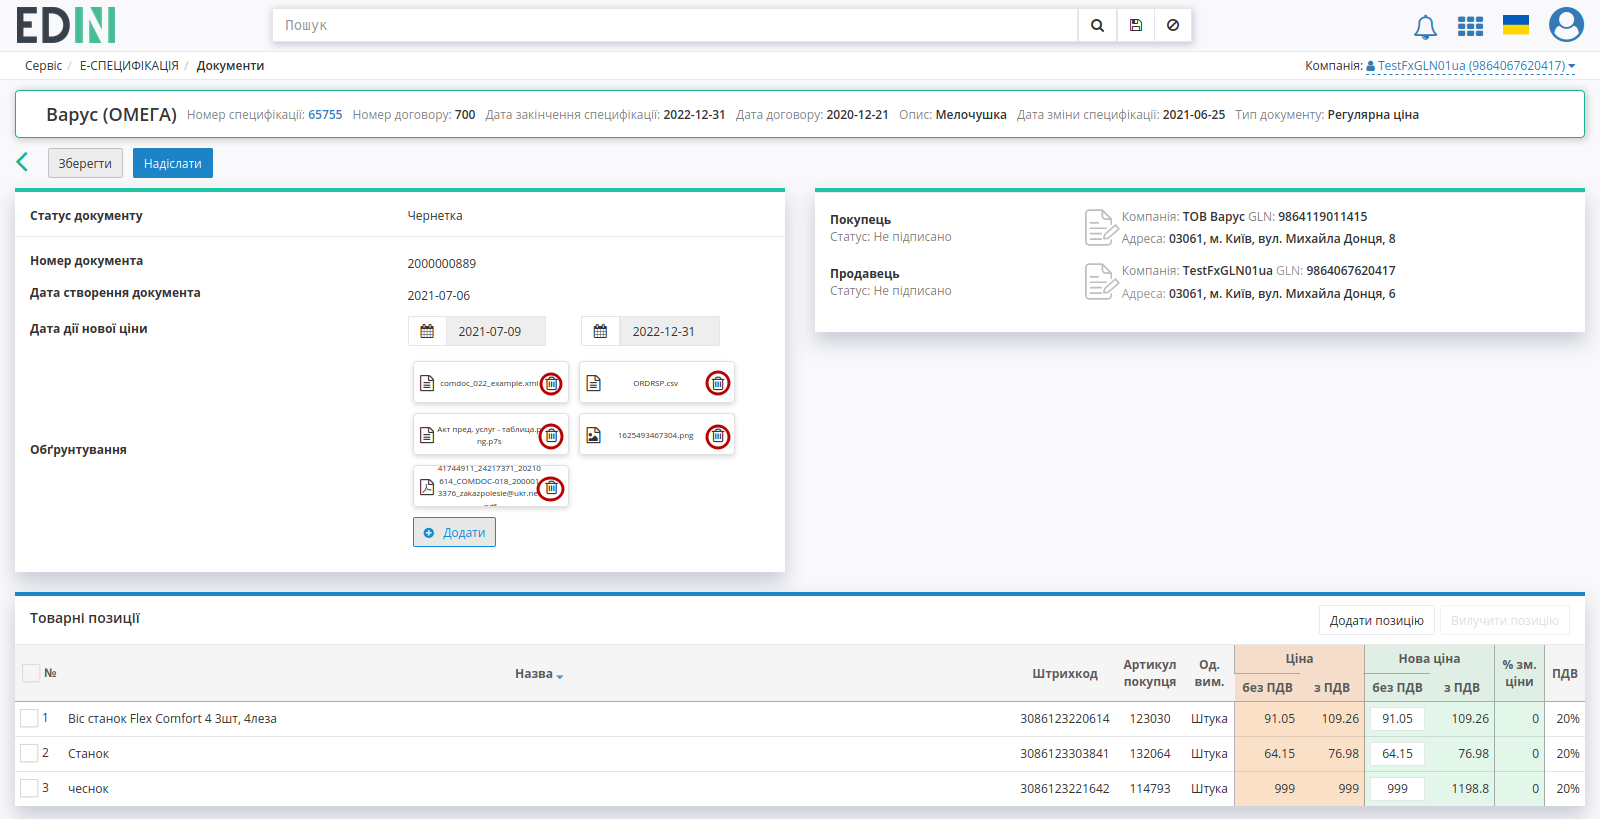 EDIN
Пошук
Сервіс / Е-СПЕЦИФІКАЦІЯ / Документи
Компанія: TestFxGLN01ua (9864067620417)
Варус (ОМЕГА) Номер специфікації: 65755 Номер договору: 700 Дата закінчення специфікації: 2022-12-31 Дата договору: 2020-12-21 Опис: Мелочушка Дата зміни специфікації: 2021-06-25 Тип документу: Регулярна ціна
Зберегти Надіслати
Статус документу Чернетка
Номер документа 2000000889
Дата створення документа 2021-07-06
Дата дії нової ціни 2021-07-09 2022-12-31
Обґрунтування
comdoc_022_example.xml ORDRSP.csv
Акт пред. услуг - таблица.p
ng.p7s
1625493467304.png
41744911_24217371_20210
614_COMDOC-018_200001
3376_zakazpolesie@ukr.ne
Додати
Покупець
Статус: Не підписано
Компанія: ТОВ Варус GLN: 9864119011415
Адреса: 03061, м. Київ, вул. Михайла Донця, 8
Продавець
Статус: Не підписано
Компанія: TestFxGLN01ua GLN: 9864067620417
Адреса: 03061, м. Київ, вул. Михайла Донця, 6
Товарні позиції Додати позицію Вилучити позицію
№ Назва Штрихкод Артикул покупця Од. вим. Ціна Нова ціна % зм. ціни ПДВ
без ПДВ з ПДВ без ПДВ з ПДВ
1 Віс станок Flex Comfort 4 3шт, 4леза 3086123220614 123030 Штука 91.05 109.26 91.05 109.26 0 20%
2 Станок 3086123303841 132064 Штука 64.15 76.98 64.15 76.98 0 20%
3 чеснок 3086123221642 114793 Штука 999 999 999 1198.8 0 20%